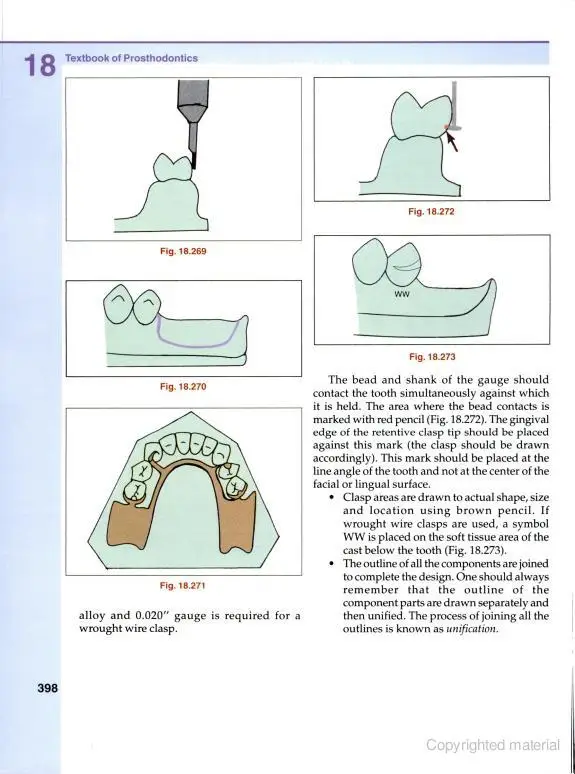 18
Textbook of Prosthodontics
Fig. 18.269
Fig. 18.270
Fig. 18.271
alloy and 0.020″ gauge is required for a
wrought wire clasp.
Fig. 18.272
WW
Fig. 18.273
The bead and shank of the gauge should
contact the tooth simultaneously against which
it is held. The area where the bead contacts is
marked with red pencil (Fig. 18.272). The gingival
edge of the retentive clasp tip should be placed
against this mark (the clasp should be drawn
accordingly). This mark should be placed at the
line angle of the tooth and not at the center of the
facial or lingual surface.
• Clasp areas are drawn to actual shape, size
and location using brown pencil. If
wrought wire clasps are used, a symbol
WW is placed on the soft tissue area of the
cast below the tooth (Fig. 18.273).
• The outline of all the components are joined
to complete the design. One should always
remember that the outline of the
component parts are drawn separately and
then unified. The process of joining all the
outlines is known as unification.
398
Copyrighted material